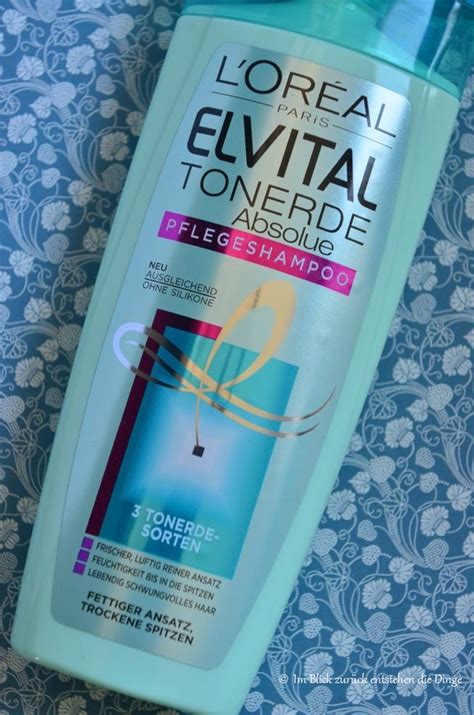 L'ORÉAL
PARIS
ELVITAL
TONERDE
Absolue
PFLEGESHAMPOO
NEU
AUSGLEICHEND
OHNE SILIKONE
3 TONERDE-
SORTEN
FRISCHER, LUFTIG REINER ANSATZ
FEUCHTIGKEIT BIS IN DIE SPITZEN
LEBENDIG SCHWUNGVOLLES HAAR
FETTIGER ANSATZ,
TROCKENE SPITZEN
© Im Blick zurück entstehen die Dinge